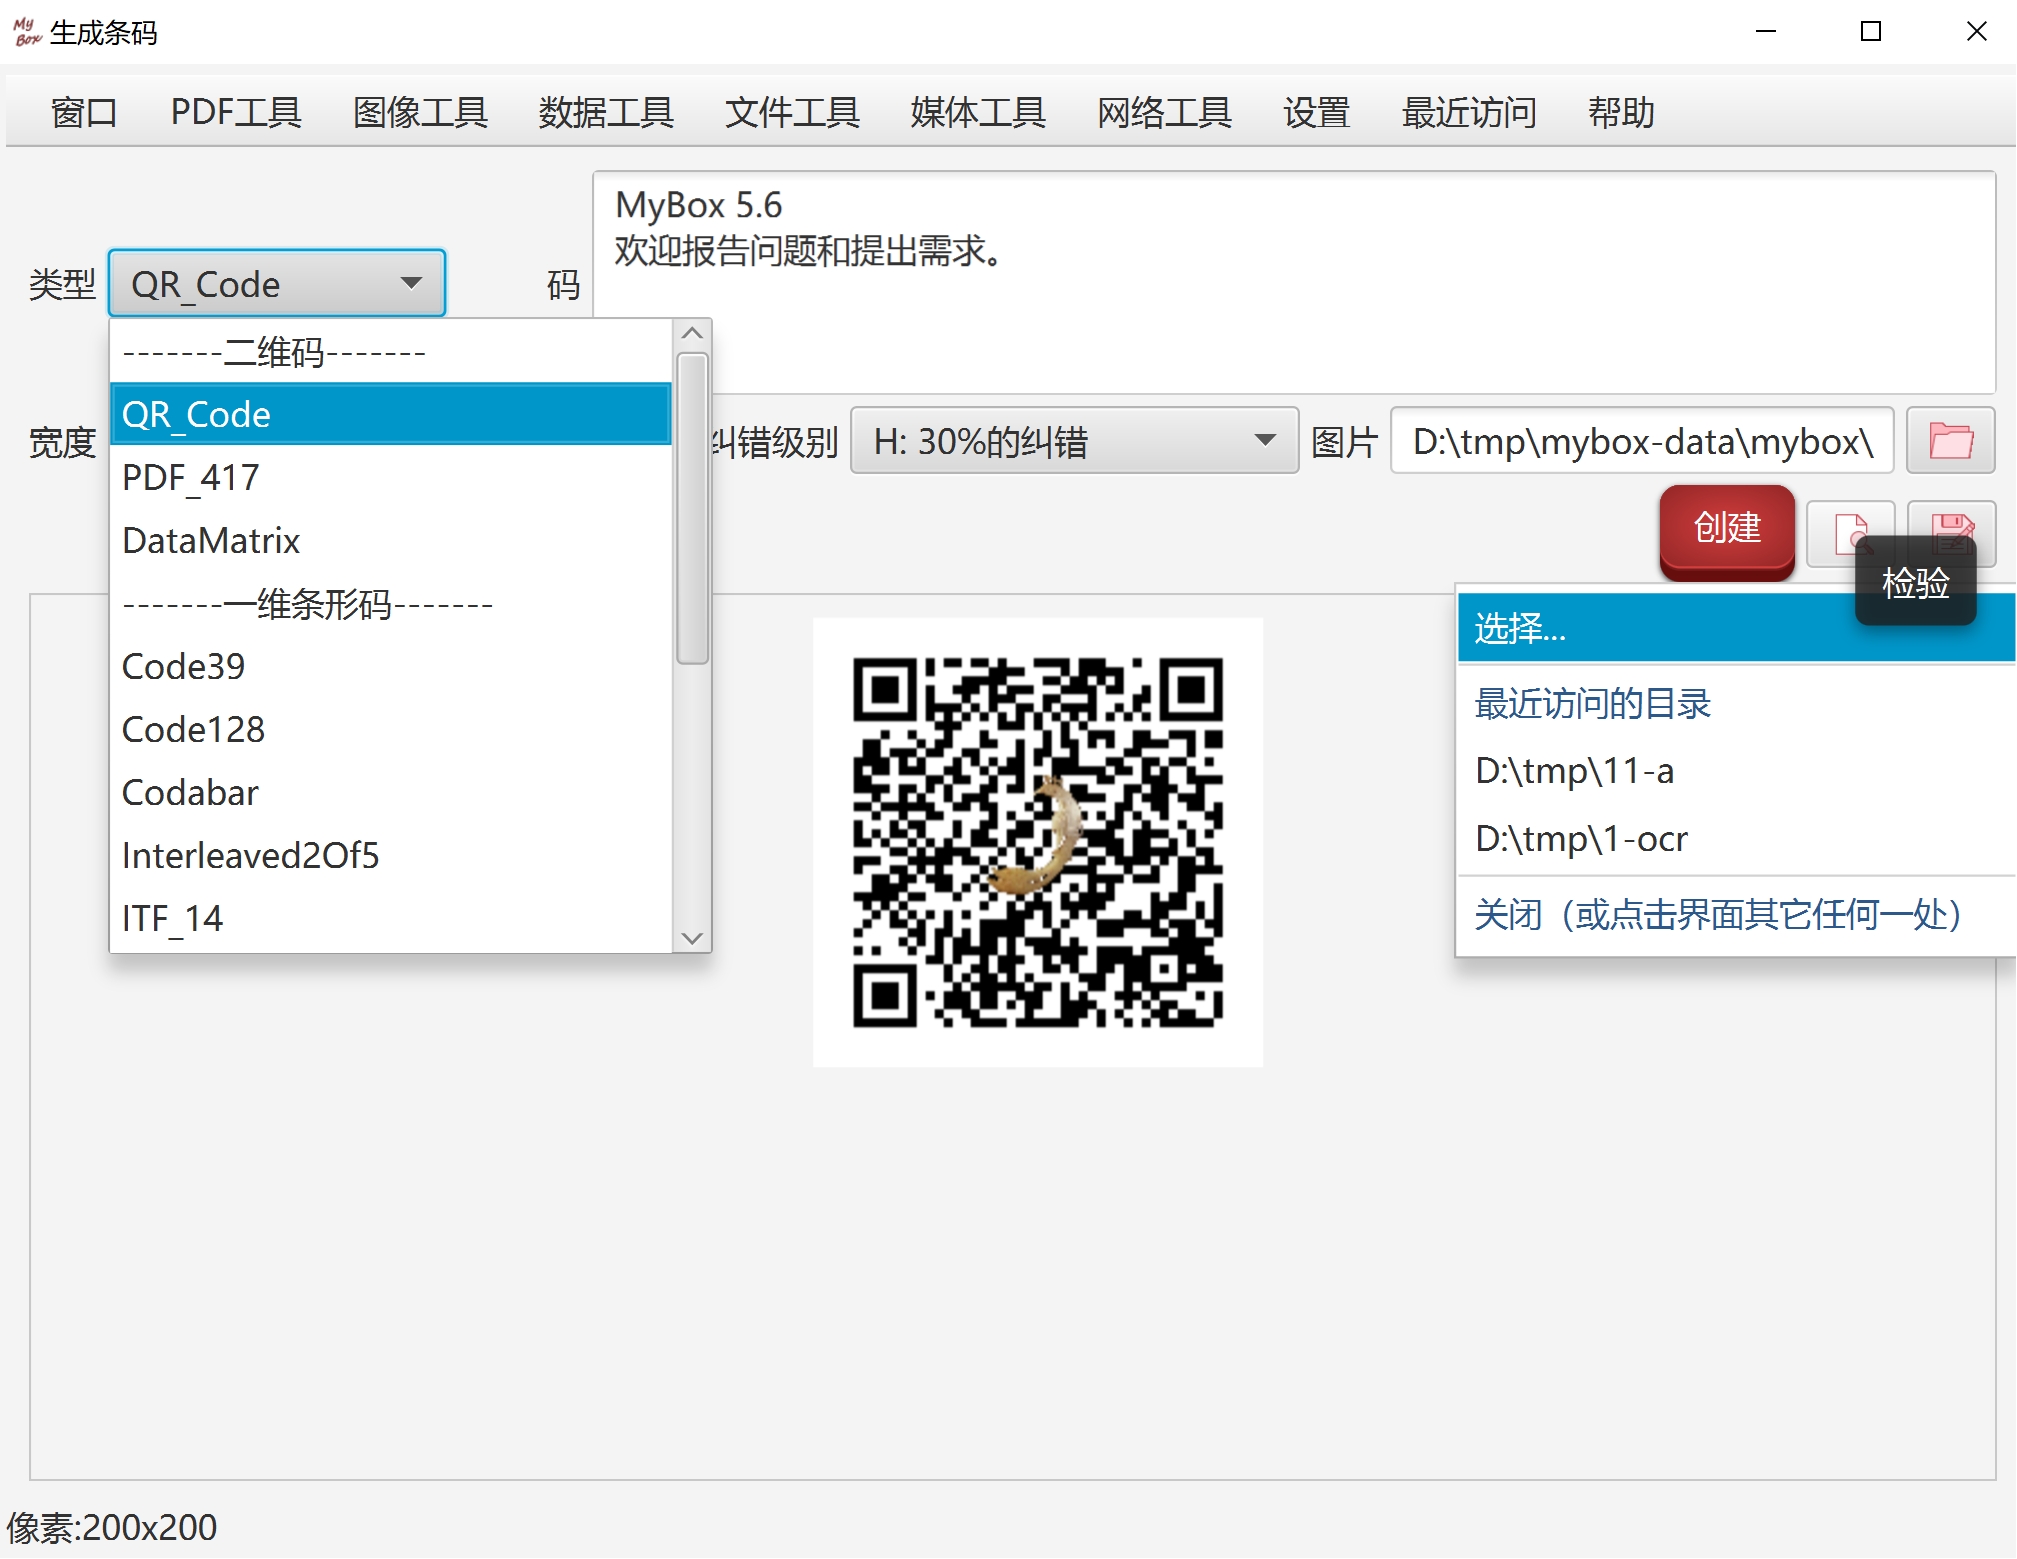 My Box 生成条码
窗口 PDF工具 图像工具 数据工具 文件工具 媒体工具 网络工具 设置 最近访问 帮助
MyBox 5.6
欢迎报告问题和提出需求。
类型 QR_Code 码
-------二维码-------
QR_Code
PDF_417
DataMatrix
-------一维条形码-------
Code39
Code128
Codabar
Interleaved2Of5
ITF_14
宽度 纠错级别 H: 30%的纠错 图片 D:\tmp\mybox-data\mybox\
创建
检验
选择...
最近访问的目录
D:\tmp\11-a
D:\tmp\1-ocr
关闭（或点击界面其它任何一处）
像素:200x200